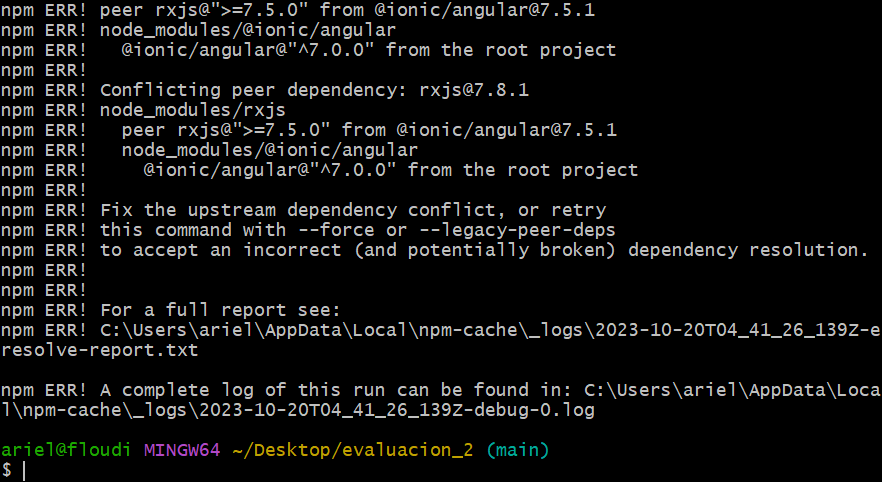 npm ERR! peer rxjs@">=7.5.0" from @ionic/angular@7.5.1
npm ERR! node_modules/@ionic/angular
npm ERR!   @ionic/angular@"^7.0.0" from the root project
npm ERR!
npm ERR! Conflicting peer dependency: rxjs@7.8.1
npm ERR! node_modules/rxjs
npm ERR!   peer rxjs@">=7.5.0" from @ionic/angular@7.5.1
npm ERR!   node_modules/@ionic/angular
npm ERR!     @ionic/angular@"^7.0.0" from the root project
npm ERR!
npm ERR! Fix the upstream dependency conflict, or retry
npm ERR! this command with --force or --legacy-peer-deps
npm ERR! to accept an incorrect (and potentially broken) dependency resolution.
npm ERR!
npm ERR!
npm ERR! For a full report see:
npm ERR! C:\Users\ariel\AppData\Local\npm-cache\_logs\2023-10-20T04_41_26_139Z-e
resolve-report.txt

npm ERR! A complete log of this run can be found in: C:\Users\ariel\AppData\Loca
l\npm-cache\_logs\2023-10-20T04_41_26_139Z-debug-0.log

ariel@floudi MINGW64 ~/Desktop/evaluacion_2 (main)
$